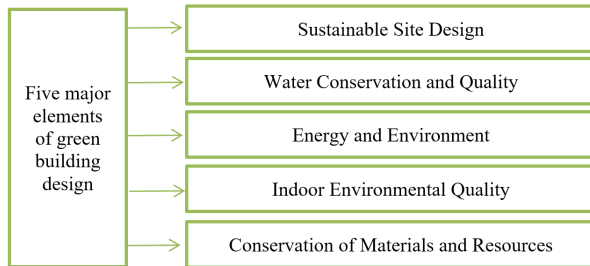 Five major
elements
of green
building
design
Sustainable Site Design
Water Conservation and Quality
Energy and Environment
Indoor Environmental Quality
Conservation of Materials and Resources